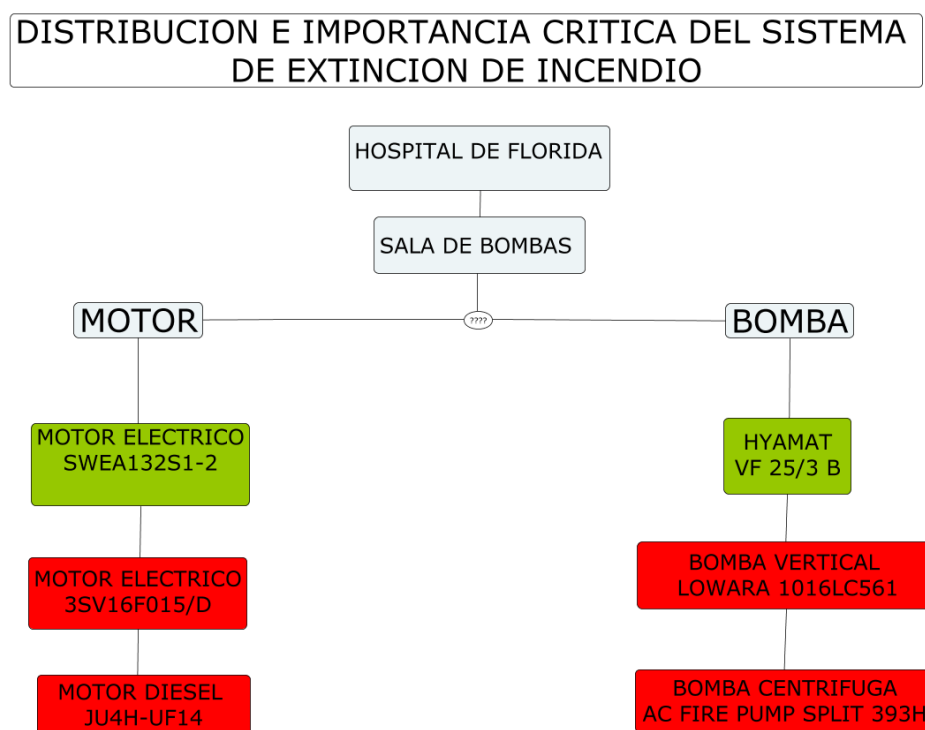 DISTRIBUCION E IMPORTANCIA CRITICA DEL SISTEMA
DE EXTINCION DE INCENDIO
HOSPITAL DE FLORIDA
SALA DE BOMBAS
MOTOR
????
BOMBA
MOTOR ELECTRICO
SWEA132S1-2
HYAMAT
VF 25/3 B
MOTOR ELECTRICO
3SV16F015/D
BOMBA VERTICAL
LOWARA 1016LC561
MOTOR DIESEL
JU4H-UF14
BOMBA CENTRIFUGA
AC FIRE PUMP SPLIT 393H